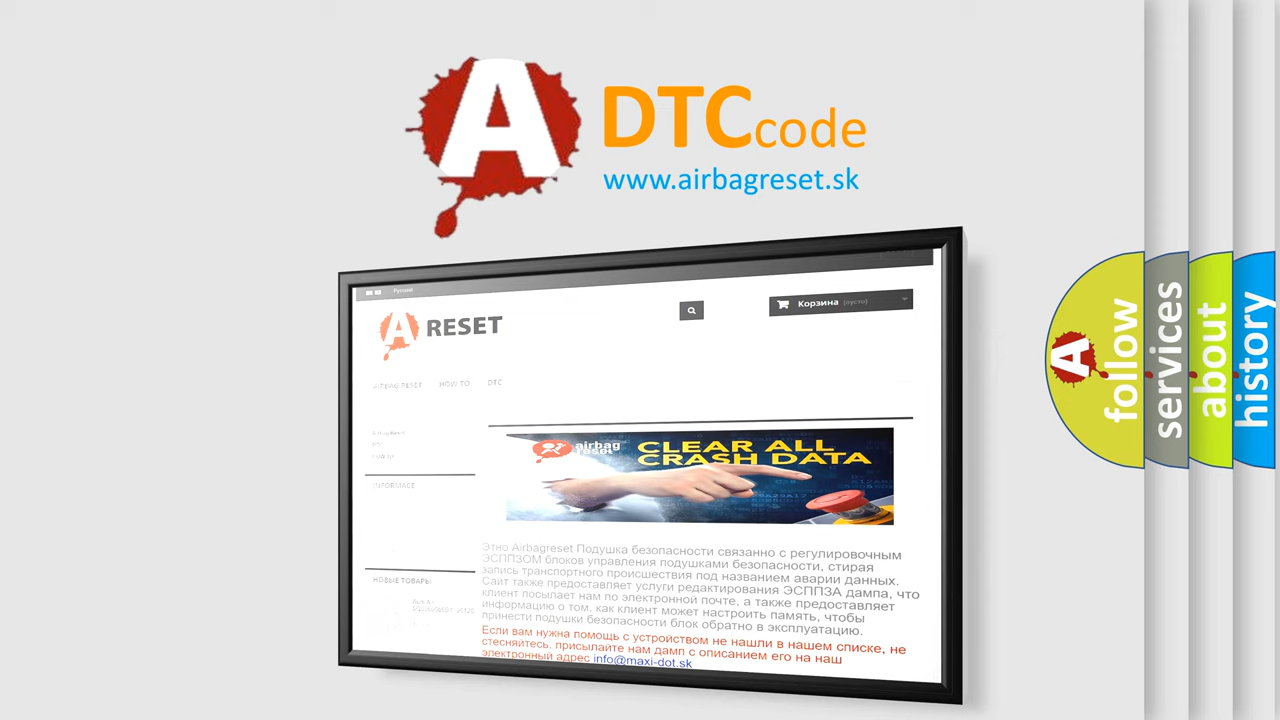 A DTCcode
www.airbagreset.sk
Русский
A RESET
Корзина (пусто)
AIRBAG RESET HOW TO DTC
Airbag Reset
DTC
INFORMACE
airbag
reset
CLEAR ALL
CRASH DATA
Этно Airbagreset Подушка безопасности связанно с регулировочным
ЭСППЗОМ блоков управления подушками безопасности, стирая
запись транспортного происшествия под названием аварии данных.
Сайт также предоставляет услуги редактирования ЭСППЗА дампа, что
клиент посылает нам по электронной почте, а также предоставляет
информацию о том, как клиент может настроить память, чтобы
принести подушки безопасности блок обратно в эксплуатацию.
Если вам нужна помощь с устройством не нашли в нашем списке, не
стесняйтесь, присылайте нам дамп с описанием его на наш
электронный адрес info@maxi-dot.sk
НОВЫЕ ТОВАРЫ
A follow
services
about
history